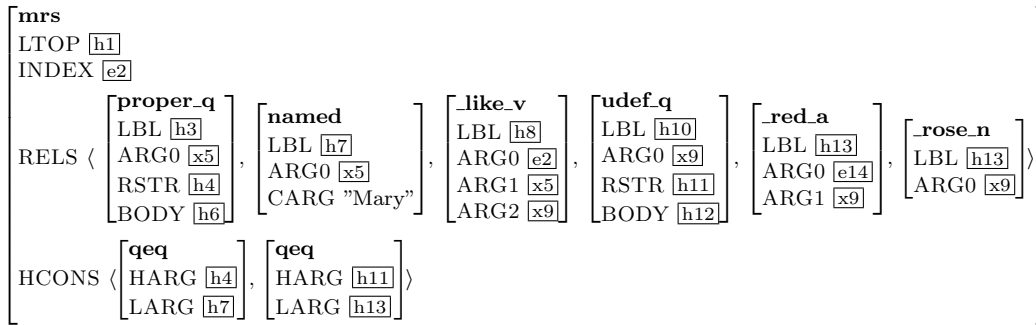 mrs
LTOP h1
INDEX e2
RELS ⟨ [proper_q LBL h3 ARG0 x5 RSTR h4 BODY h6], [named LBL h7 ARG0 x5 CARG ”Mary”], [_like_v LBL h8 ARG0 e2 ARG1 x5 ARG2 x9], [udef_q LBL h10 ARG0 x9 RSTR h11 BODY h12], [_red_a LBL h13 ARG0 e14 ARG1 x9], [_rose_n LBL h13 ARG0 x9] ⟩
HCONS ⟨ [qeq HARG h4 LARG h7], [qeq HARG h11 LARG h13] ⟩